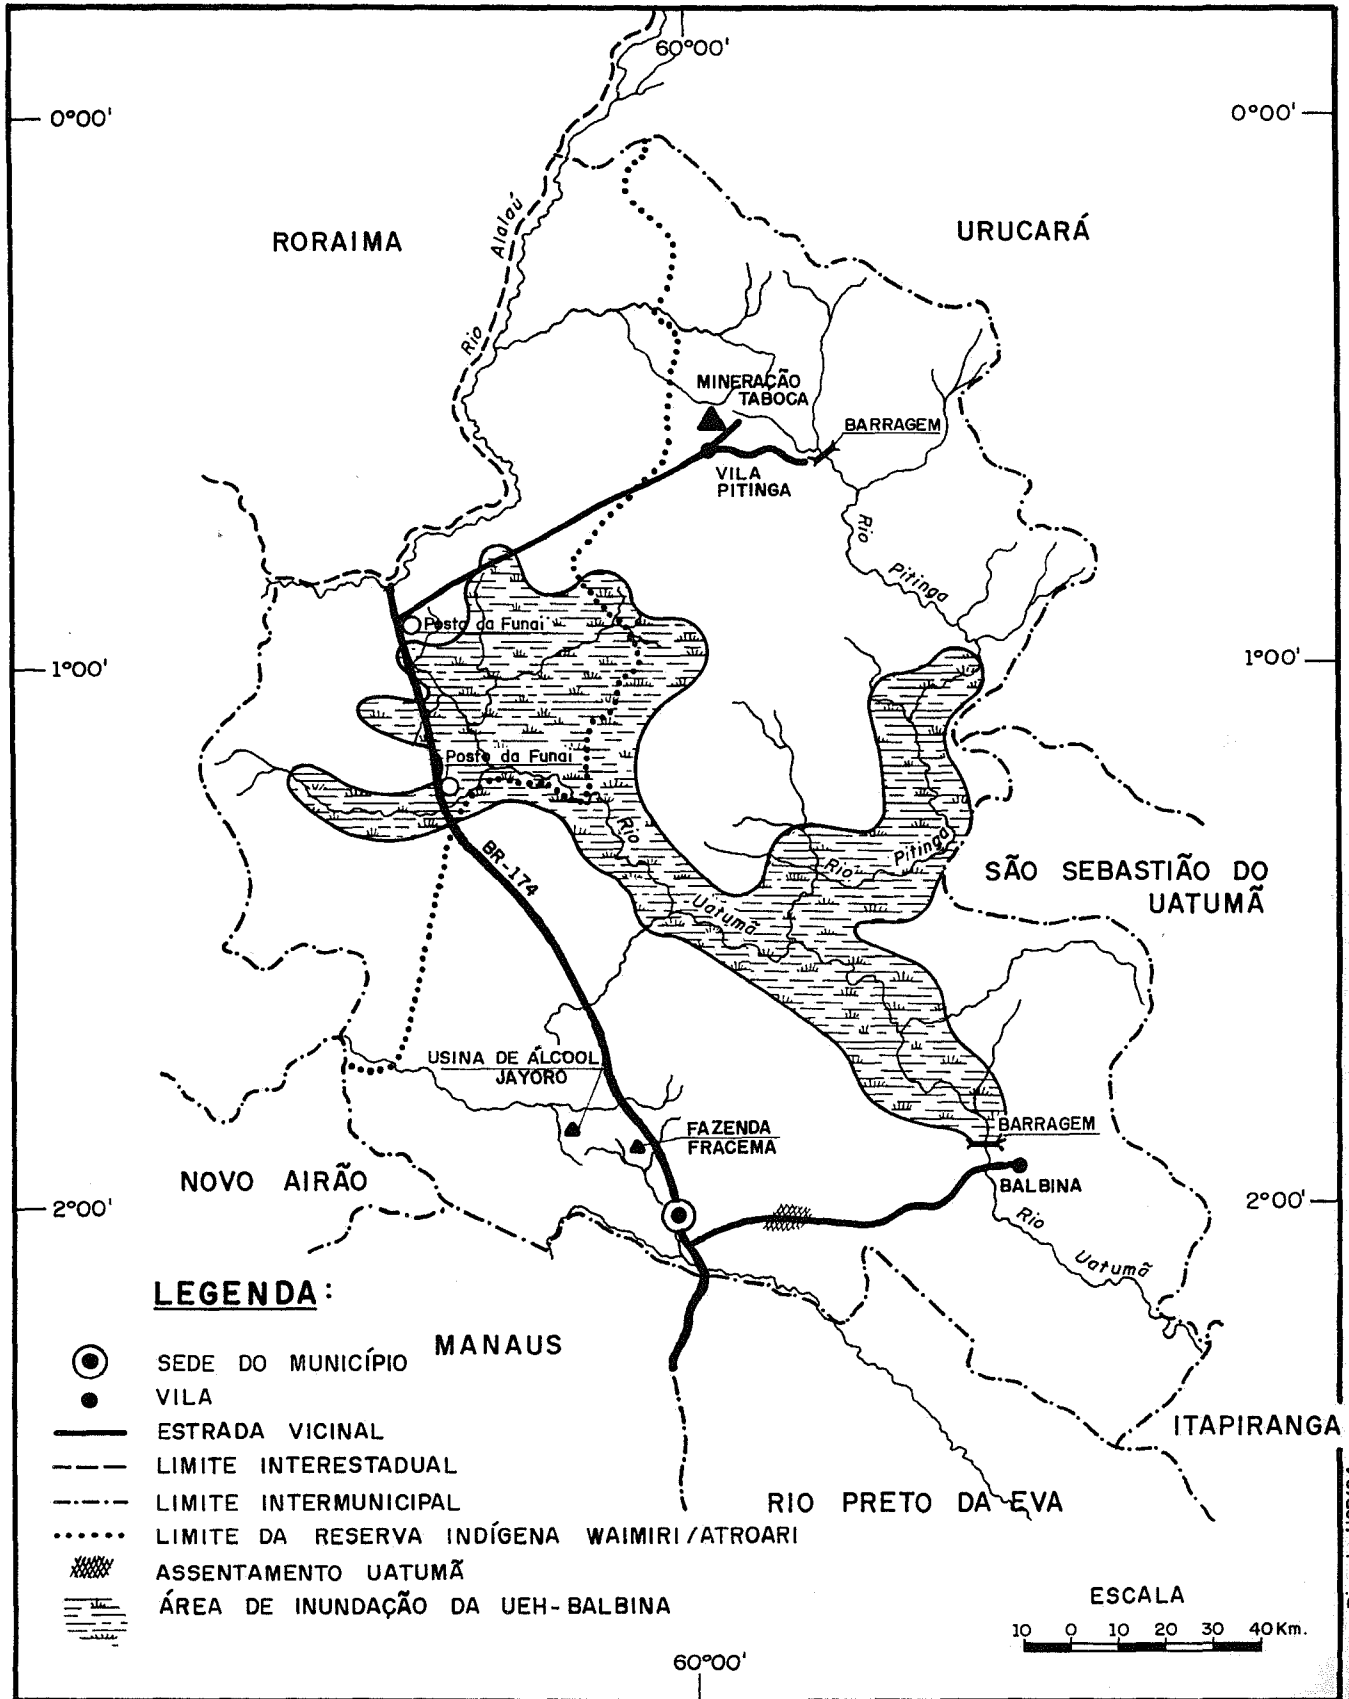 60°00'
0°00'
0°00'
RORAIMA
Rio Alalaú
URUCARÁ
MINERAÇÃO
TABOCA
BARRAGEM
VILA
PITINGA
Rio Pitinga
Posto da Funai
1°00'
1°00'
Posto da Funai
BR-174
Rio Uatumã
Rio Pitinga
SÃO SEBASTIÃO DO
UATUMÃ
USINA DE ÁLCOOL
JAYORO
FAZENDA
FRACEMA
BARRAGEM
BALBINA
NOVO AIRÃO
2°00'
2°00'
Rio Uatumã
LEGENDA:
MANAUS
SEDE DO MUNICÍPIO
VILA
ESTRADA VICINAL
LIMITE INTERESTADUAL
LIMITE INTERMUNICIPAL
LIMITE DA RESERVA INDÍGENA WAIMIRI/ATROARI
ASSENTAMENTO UATUMÃ
ÁREA DE INUNDAÇÃO DA UEH-BALBINA
ITAPIRANGA
RIO PRETO DA EVA
ESCALA
10 0 10 20 30 40 Km.
60°00'